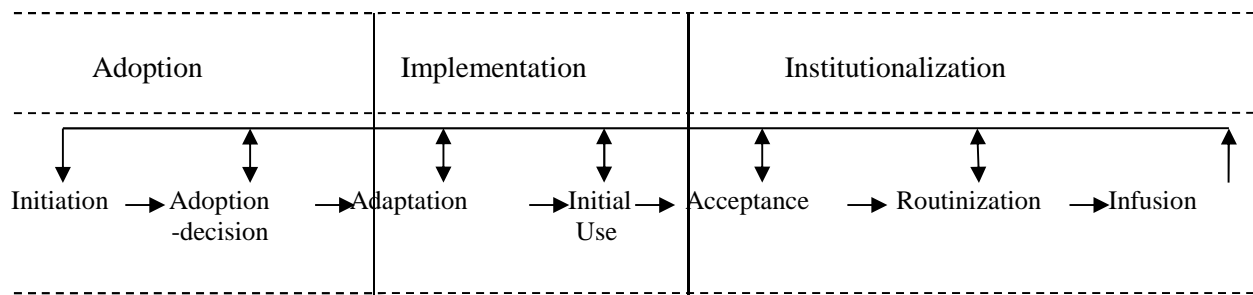 Adoption Implementation Institutionalization
Initiation Adoption Adaptation Initial Acceptance Routinization Infusion
-decision Use